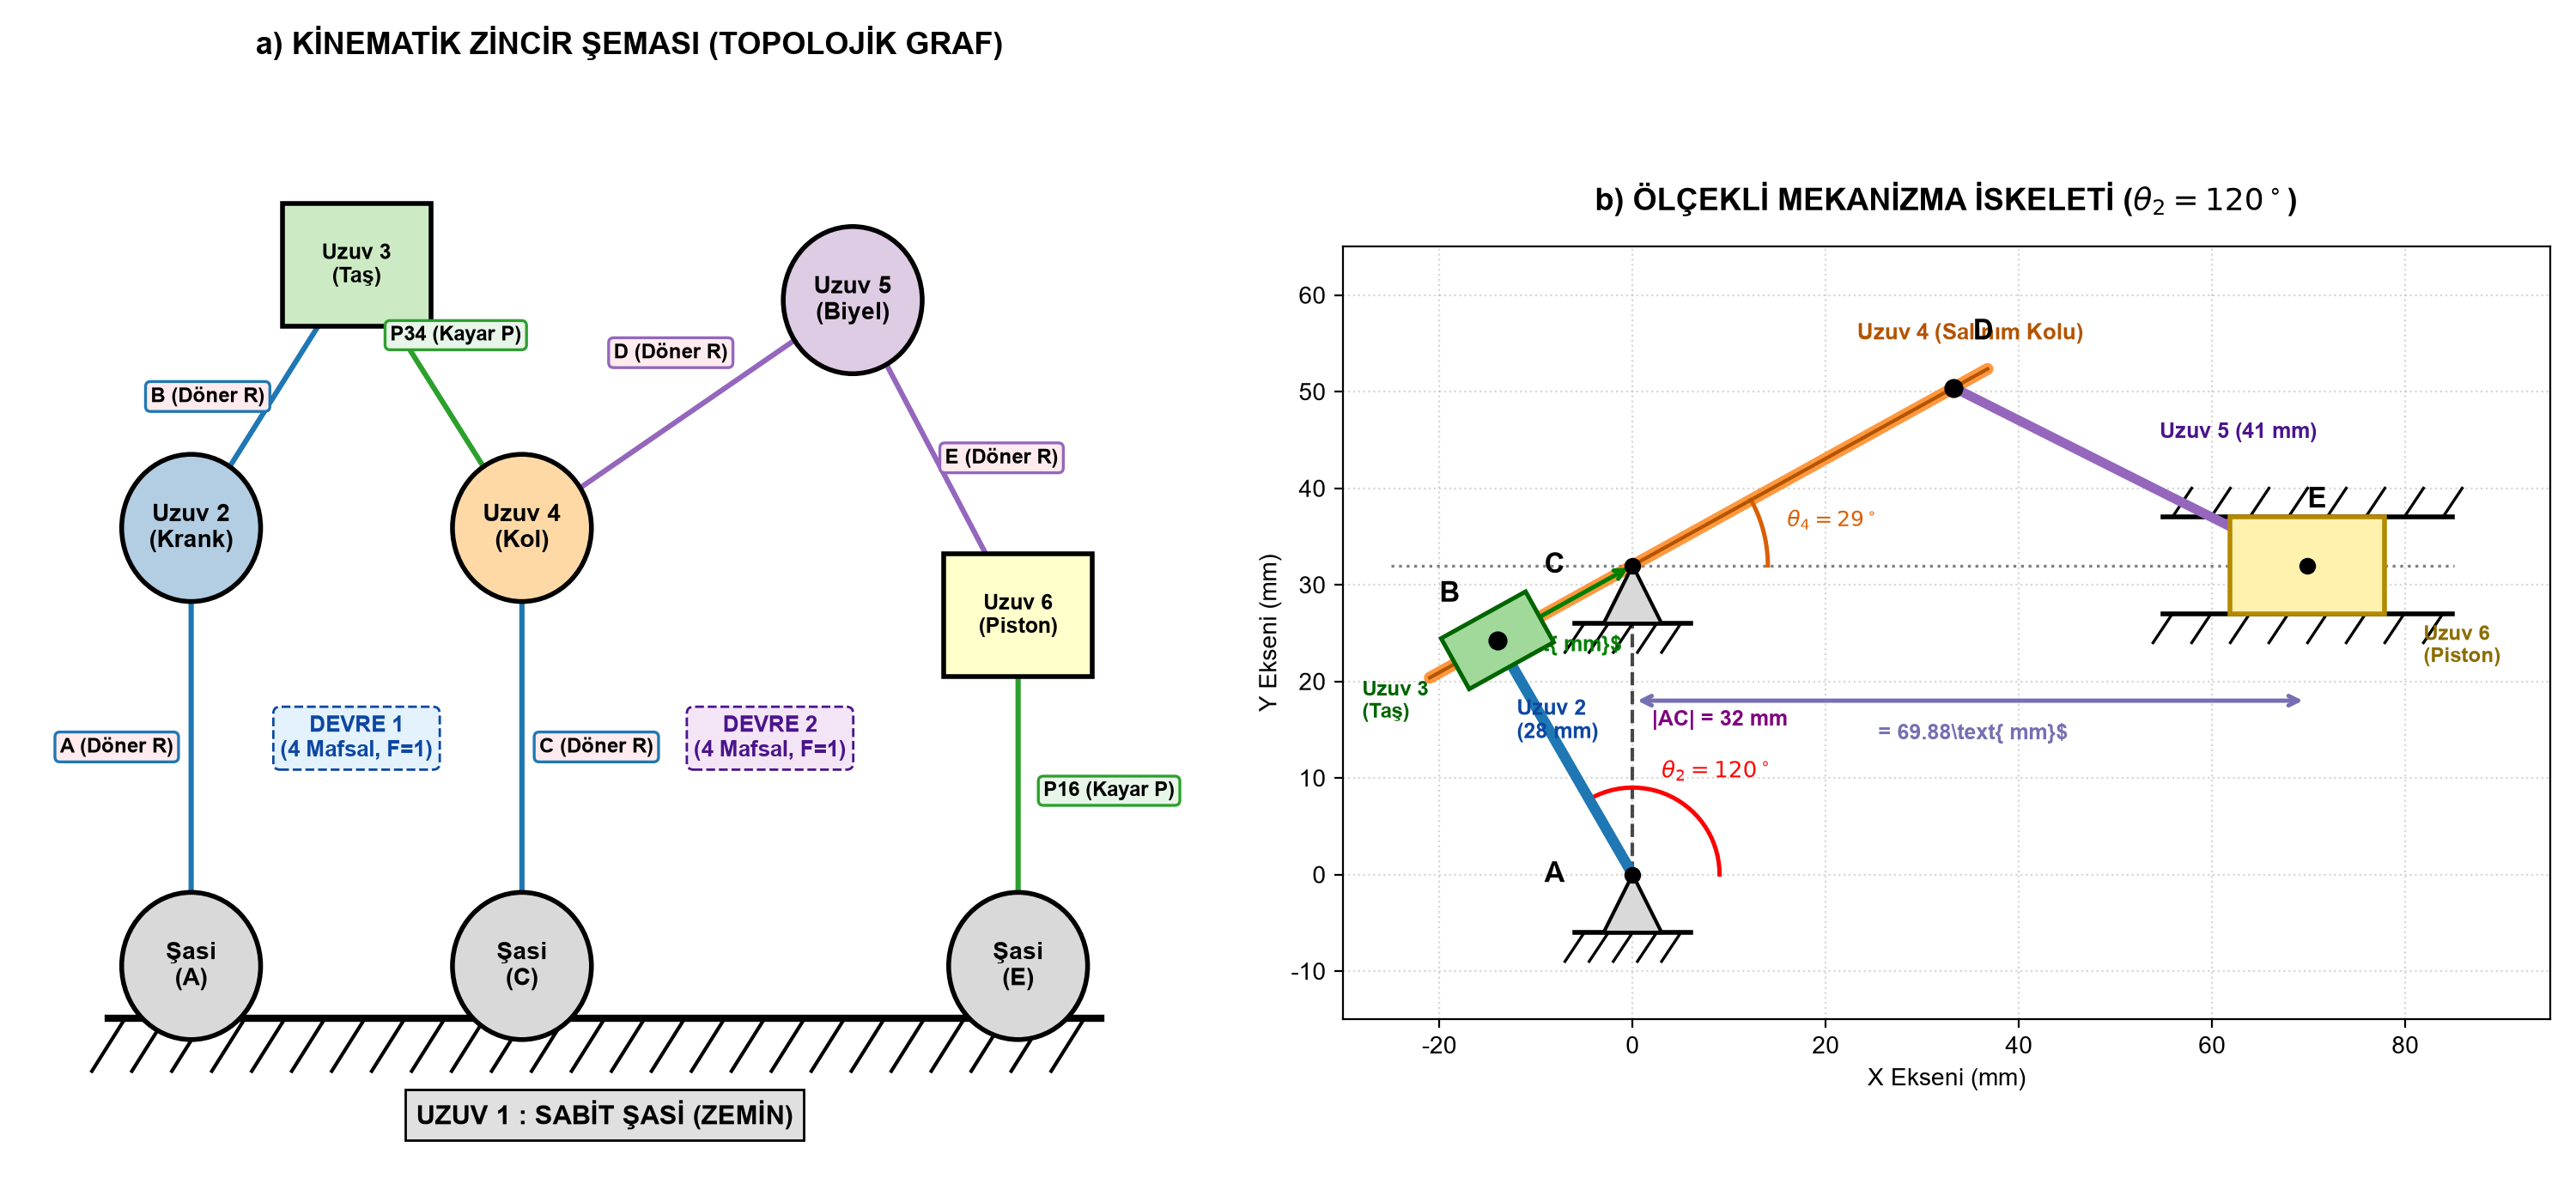 a) KİNEMATİK ZİNCİR ŞEMASI (TOPOLOJİK GRAF)
Uzuv 3
(Taş)
Uzuv 5
(Biyel)
P34 (Kayar P)
D (Döner R)
B (Döner R)
E (Döner R)
Uzuv 2
(Krank)
Uzuv 4
(Kol)
Uzuv 6
(Piston)
DEVRE 1
(4 Mafsal, F=1)
DEVRE 2
(4 Mafsal, F=1)
A (Döner R)
C (Döner R)
P16 (Kayar P)
Şasi
(A)
Şasi
(C)
Şasi
(E)
UZUV 1 : SABİT ŞASİ (ZEMİN)
b) ÖLÇEKLİ MEKANİZMA İSKELETİ (θ₂ = 120°)
60
50
40
30
20
10
0
-10
Y Ekseni (mm)
Uzuv 4 (Salınım Kolu)
D
Uzuv 5 (41 mm)
E
θ₄ = 29°
C
B
t{ mm}$
Uzuv 6
(Piston)
Uzuv 3
(Taş)
Uzuv 2
(28 mm)
|AC| = 32 mm
= 69.88\text{ mm}$
θ₂ = 120°
A
-20
0
20
40
60
80
X Ekseni (mm)